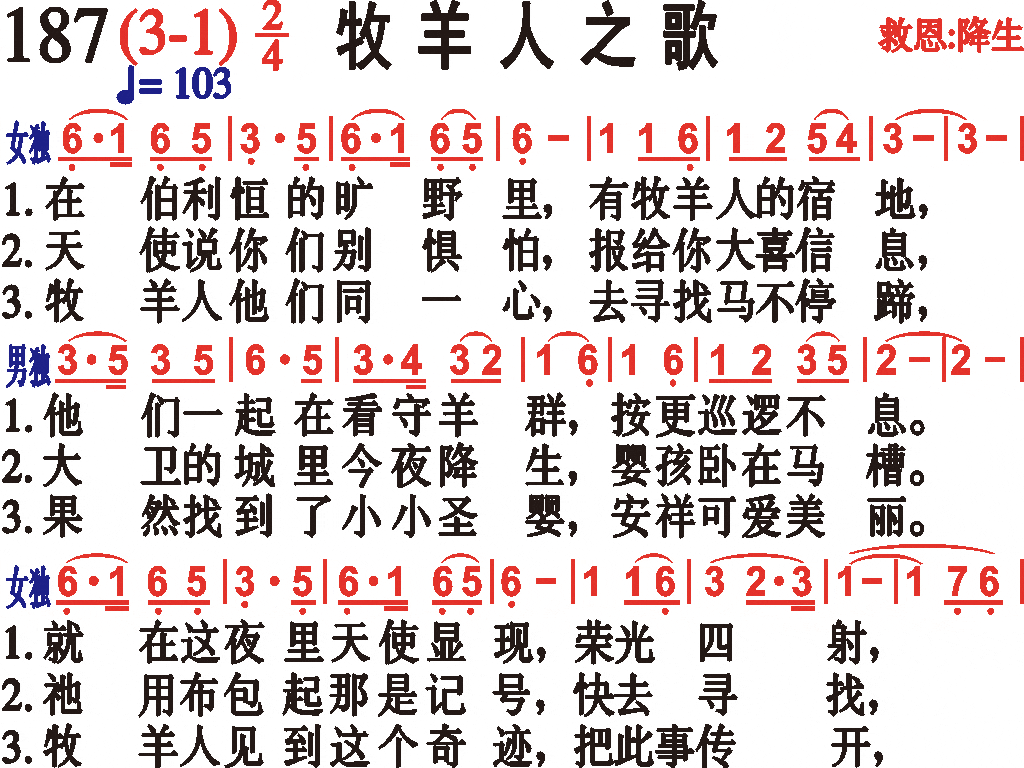 187 (3-1) 2/4 牧羊人之歌 救恩:降生
♩= 103
女独 6·1 6 5 | 3·5 | 6·1 6 5 | 6 - | 1 1 6 | 1 2 5 4 | 3 - | 3 - |
1. 在 伯利恒的旷 野 里，有牧羊人的宿 地，
2. 天 使说你们别 惧 怕，报给你大喜信 息，
3. 牧 羊人他们同 一 心，去寻找马不停 蹄，
男独 3·5 3 5 | 6·5 | 3·4 3 2 | 1 6 | 1 6 | 1 2 3 5 | 2 - | 2 - |
1. 他 们一起在看守羊 群，按更巡逻不 息。
2. 大 卫的城里今夜降 生，婴孩卧在马 槽。
3. 果 然找到了小小圣 婴，安祥可爱美 丽。
女独 6·1 6 5 | 3·5 | 6·1 6 5 | 6 - | 1 1 6 | 3 2·3 | 1 - | 1 7 6 |
1. 就 在这夜里天使显 现，荣光 四 射，
2. 祂 用布包起那是记 号，快去 寻 找，
3. 牧 羊人见到这个奇 迹，把此事传 开，